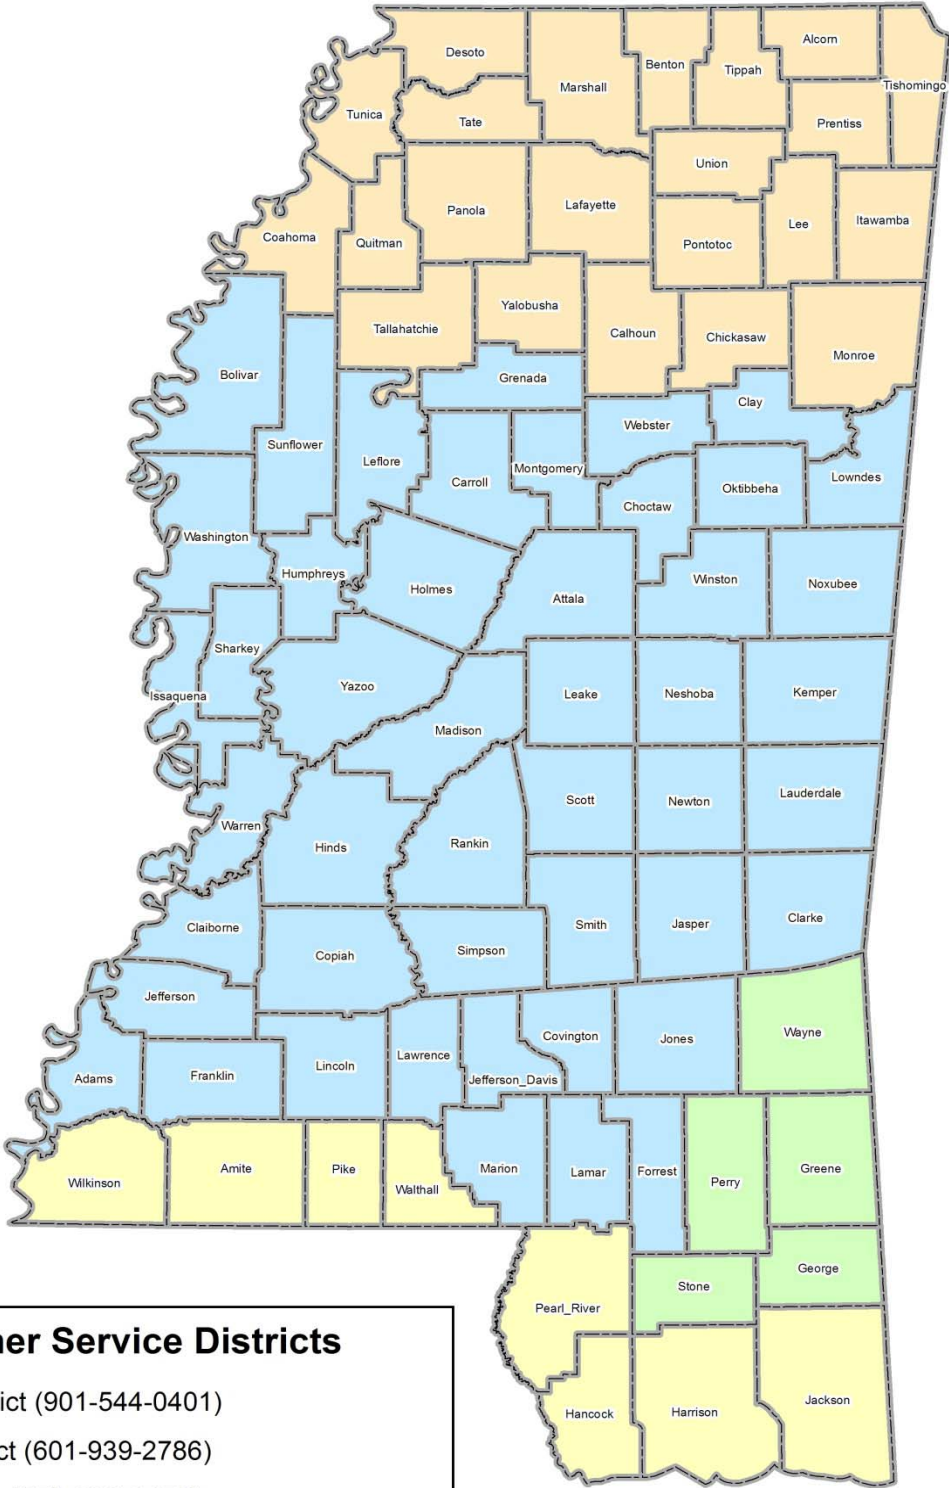 Desoto
Marshall
Benton
Tippah
Alcorn
Tishomingo
Tunica
Tate
Prentiss
Union
Panola
Lafayette
Coahoma
Quitman
Pontotoc
Lee
Itawamba
Tallahatchie
Yalobusha
Calhoun
Chickasaw
Monroe
Bolivar
Grenada
Clay
Sunflower
Webster
Leflore
Carroll
Montgomery
Choctaw
Oktibbeha
Lowndes
Washington
Humphreys
Holmes
Attala
Winston
Noxubee
Sharkey
Issaquena
Yazoo
Leake
Neshoba
Kemper
Madison
Warren
Hinds
Rankin
Scott
Newton
Lauderdale
Claiborne
Copiah
Simpson
Smith
Jasper
Clarke
Jefferson
Adams
Franklin
Lincoln
Lawrence
Jefferson_Davis
Covington
Jones
Wayne
Wilkinson
Amite
Pike
Walthall
Marion
Lamar
Forrest
Perry
Greene
Pearl_River
Stone
George
Hancock
Harrison
Jackson
ner Service Districts
ict (901-544-0401)
ct (601-939-2786)